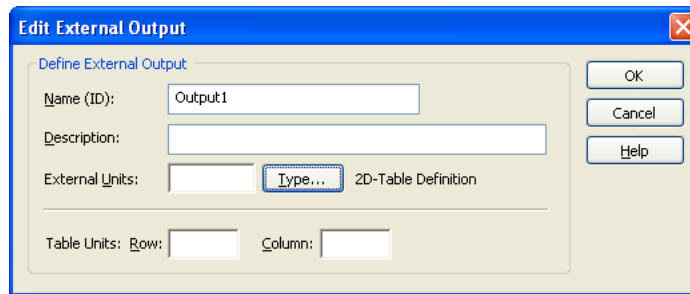 Edit External Output
Define External Output
Name (ID): Output1
Description:
External Units: Type... 2D-Table Definition
Table Units: Row: Column:
OK
Cancel
Help